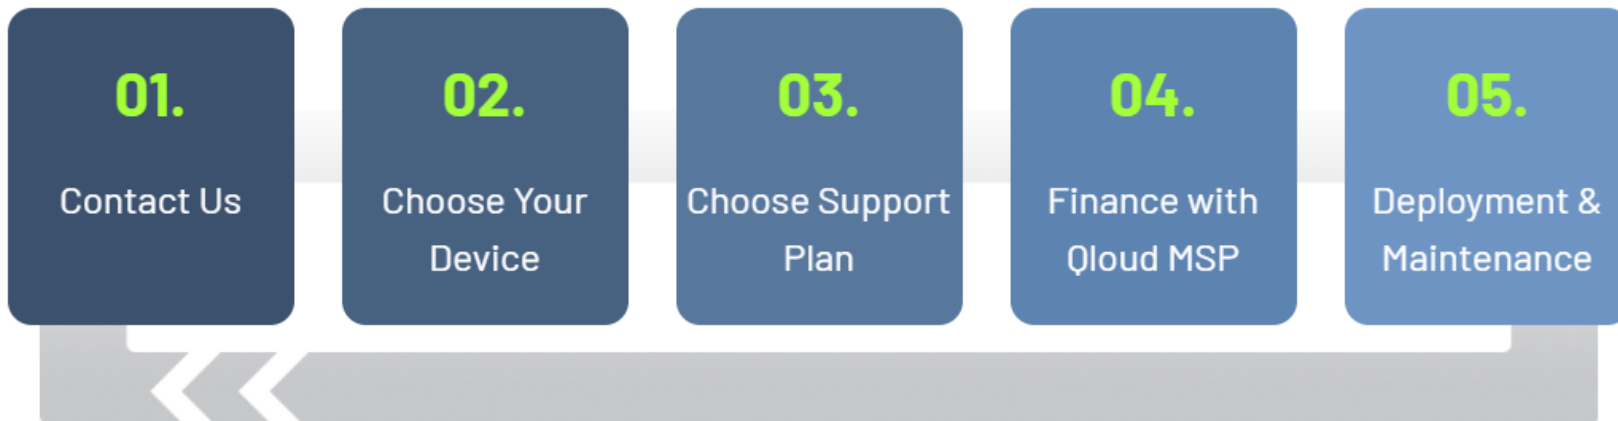 01.
Contact Us
02.
Choose Your
Device
03.
Choose Support
Plan
04.
Finance with
Qloud MSP
05.
Deployment &
Maintenance